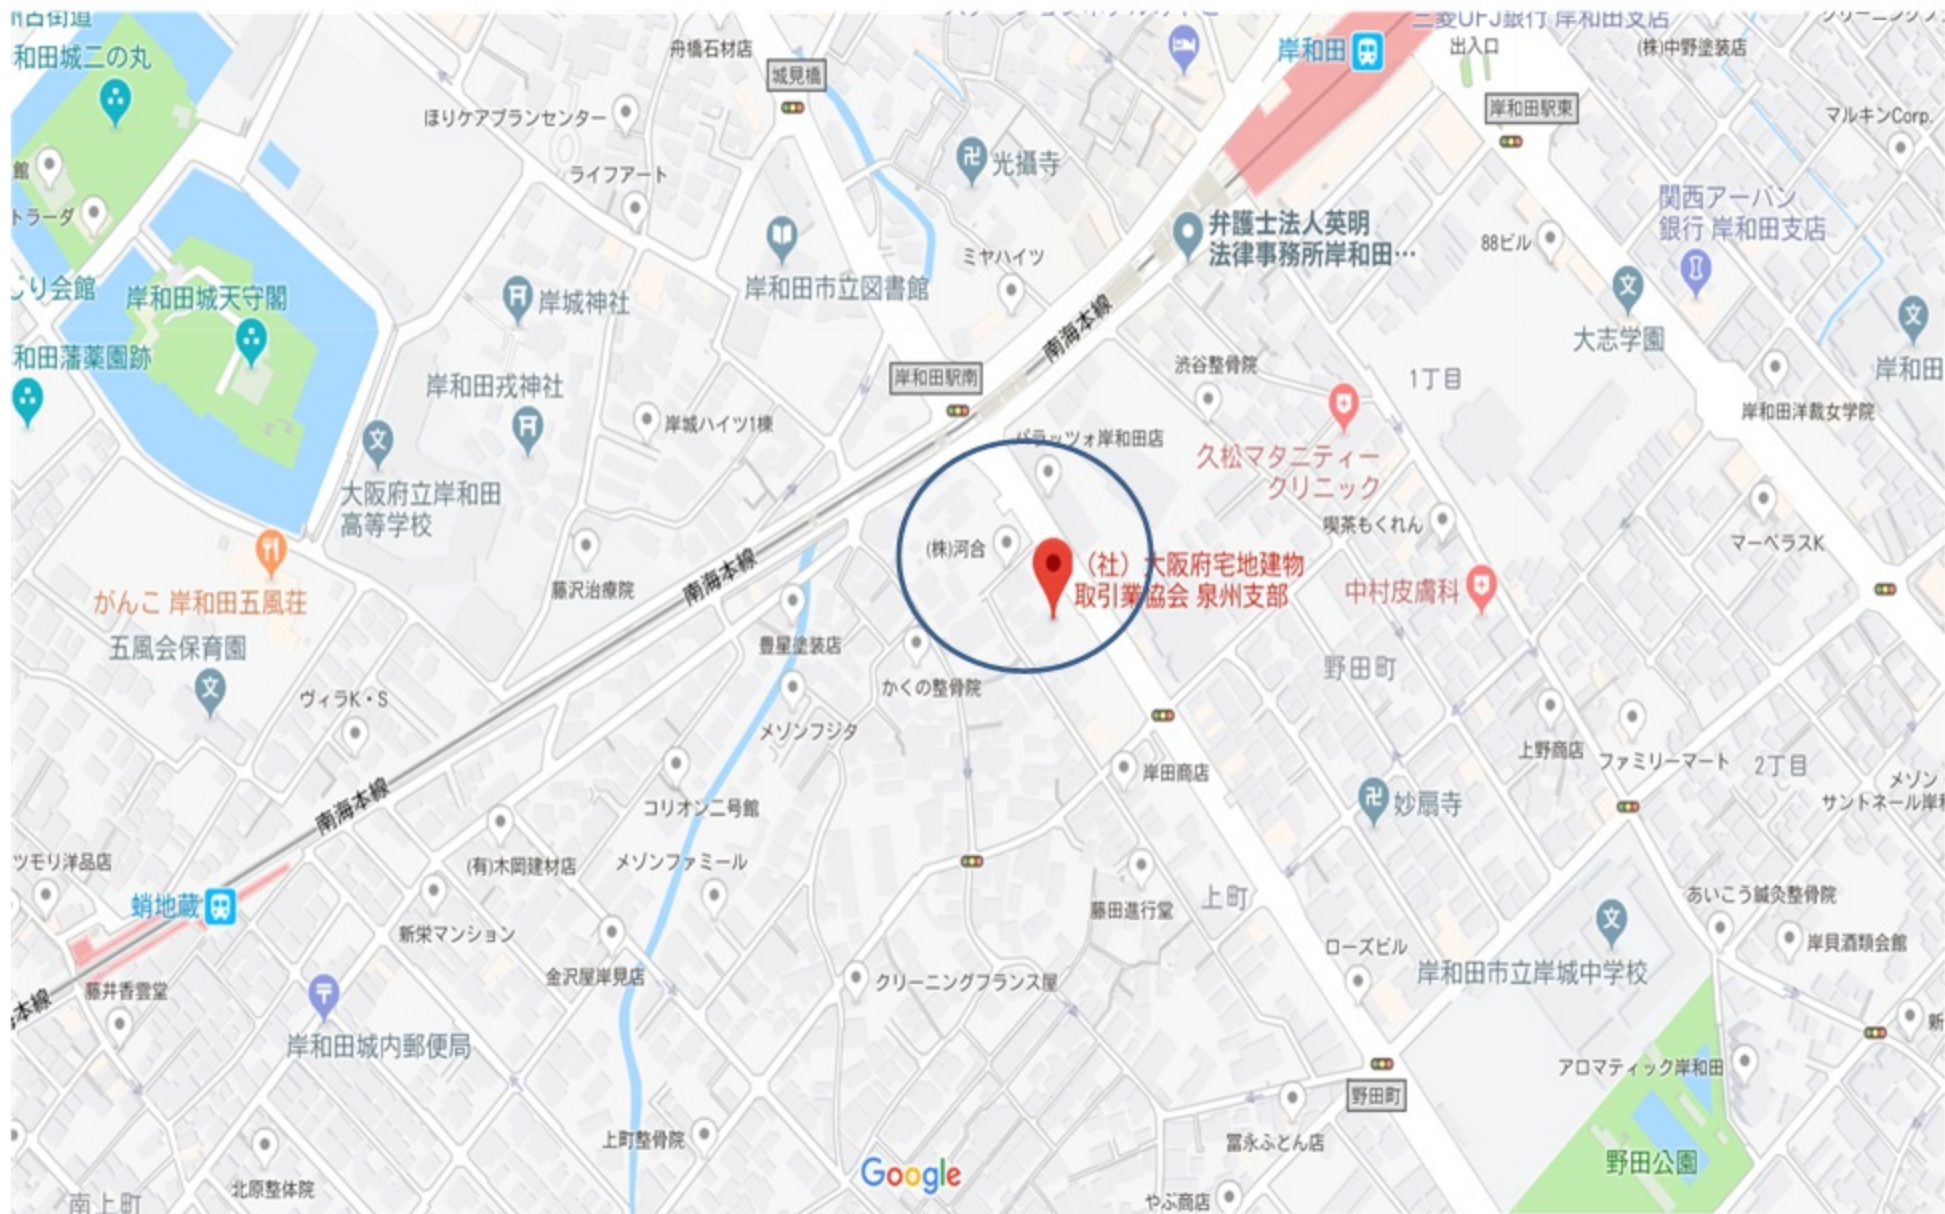 和田城二の丸
舟橋石材店
城見橋
岸和田
三菱UFJ銀行 岸和田支店
出入口
(株)中野塗装店
岸和田駅東
マルキンCorp.
ほりケアプランセンター
光攝寺
ライフアート
館
トラーダ
関西アーバン
銀行 岸和田支店
弁護士法人英明
法律事務所岸和田…
88ビル
ミヤハイツ
岸和田市立図書館
じり会館
岸和田城天守閣
岸城神社
大志学園
南海本線
和田藩薬園跡
岸和田戎神社
岸和田駅南
渋谷整骨院
1丁目
岸和田
岸和田洋裁女学院
岸城ハイツ1棟
パラッツォ岸和田店
久松マタニティー
クリニック
大阪府立岸和田
高等学校
喫茶もくれん
マーベラスK
(株)河合
(社)大阪府宅地建物
取引業協会 泉州支部
中村皮膚科
藤沢治療院
南海本線
がんこ 岸和田五風荘
五風会保育園
豊星塗装店
かくの整骨院
野田町
ヴィラK・S
メゾンフジタ
岸田商店
上野商店
ファミリーマート
2丁目
メゾン
サントネール岸和
コリオン二号館
妙扇寺
南海本線
ツモリ洋品店
(有)木岡建材店
メゾンファミール
蛸地蔵
藤田進行堂
上町
あいこう鍼灸整骨院
新栄マンション
ローズビル
岸貝酒類会館
金沢屋岸見店
クリーニングフランス屋
岸和田市立岸城中学校
藤井香雲堂
本線
新
岸和田城内郵便局
アロマティック岸和田
野田町
上町整骨院
冨永ふとん店
野田公園
北原整体院
Google
やぶ商店
南上町